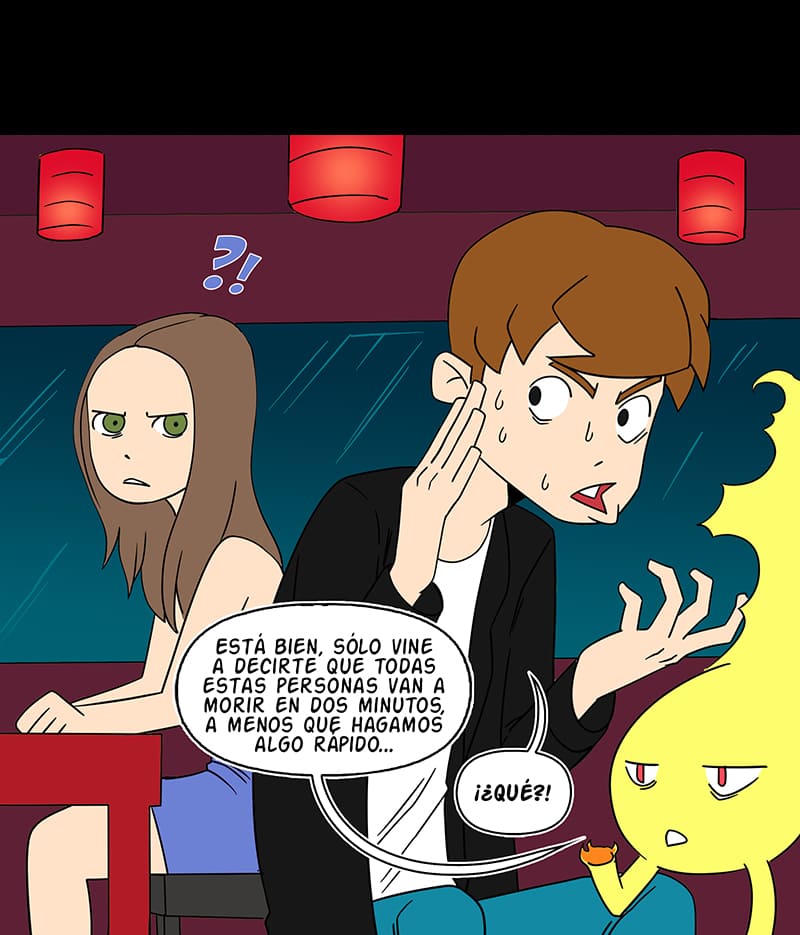 ?!
ESTÁ BIEN, SÓLO VINE
A DECIRTE QUE TODAS
ESTAS PERSONAS VAN A
MORIR EN DOS MINUTOS,
A MENOS QUE HAGAMOS
ALGO RÁPIDO...
¡¿QUÉ?!